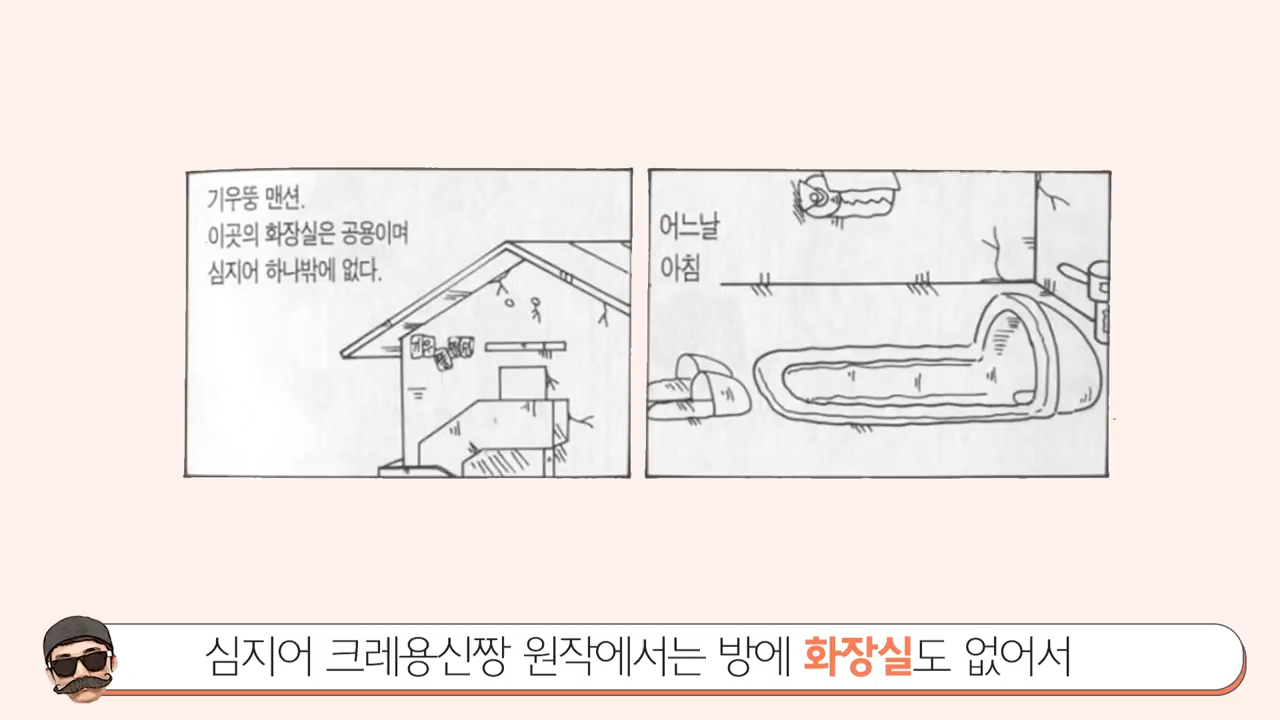 기우뚱 맨션.
이곳의 화장실은 공용이며
심지어 하나밖에 없다.
어느날
아침
심지어 크레용신짱 원작에서는 방에 화장실도 없어서